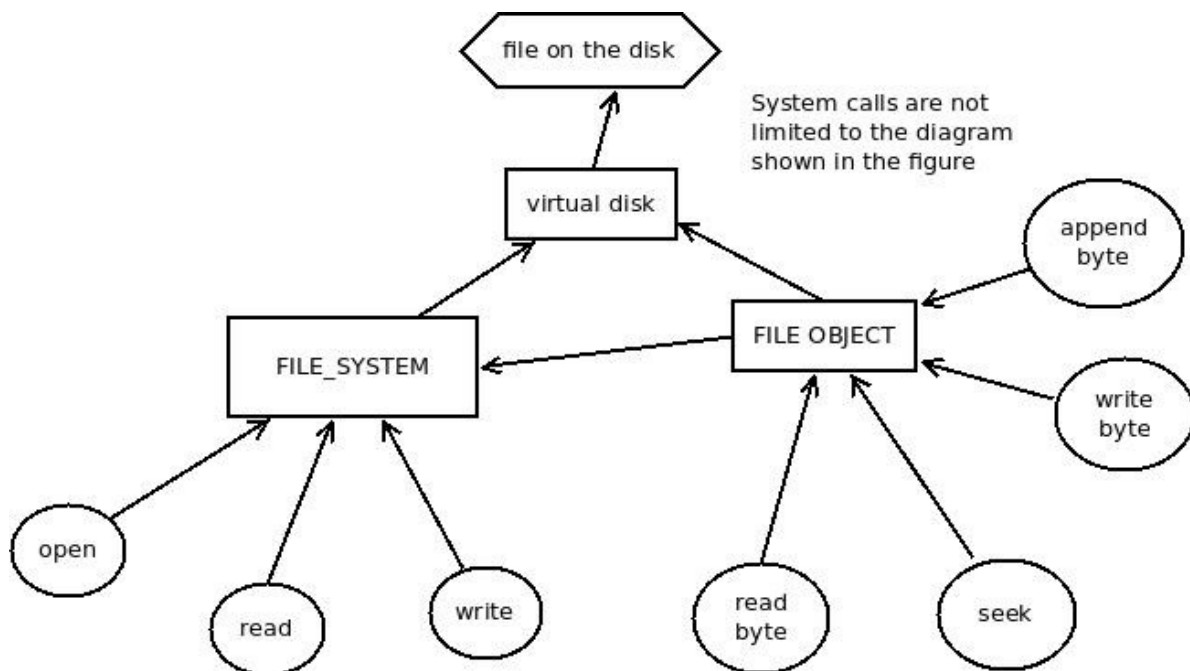 file on the disk
System calls are not
limited to the diagram
shown in the figure
virtual disk
append
byte
FILE OBJECT
FILE_SYSTEM
write
byte
open
read
write
read
byte
seek